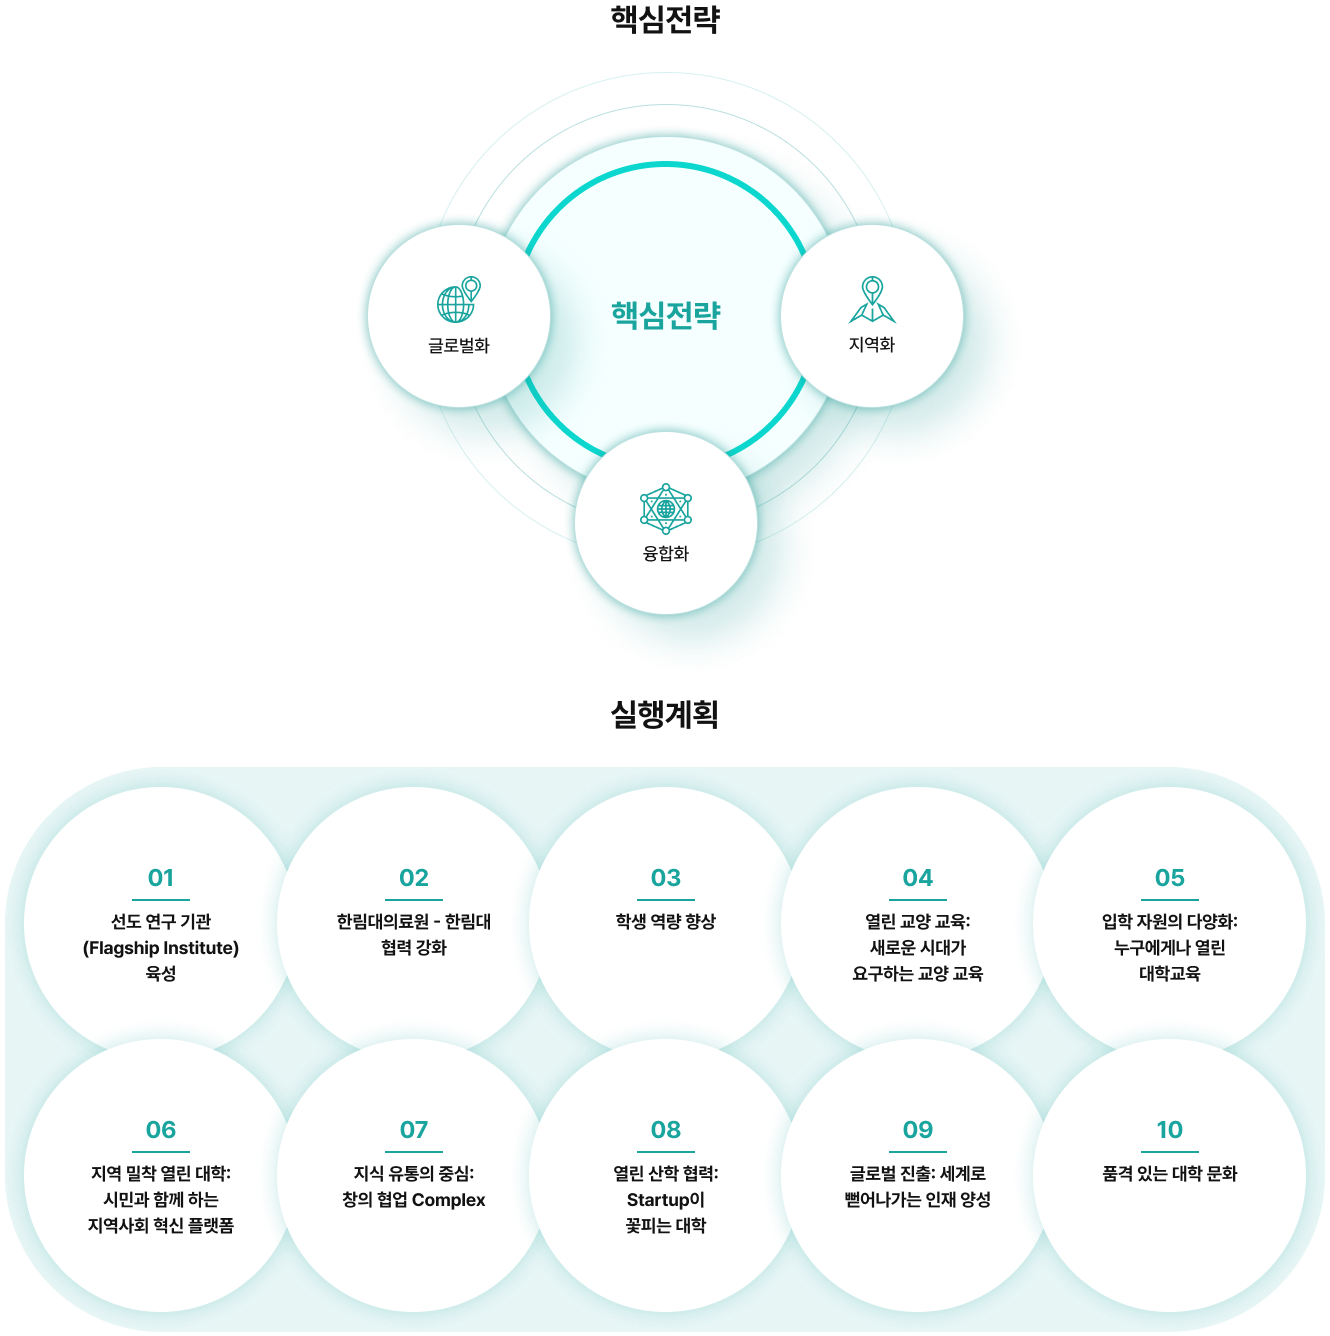 핵심전략
핵심전략
글로벌화
지역화
융합화
실행계획
01
선도 연구 기관
(Flagship Institute)
육성
02
한림대의료원 - 한림대
협력 강화
03
학생 역량 향상
04
열린 교양 교육:
새로운 시대가
요구하는 교양 교육
05
입학 자원의 다양화:
누구에게나 열린
대학교육
06
지역 밀착 열린 대학:
시민과 함께 하는
지역사회 혁신 플랫폼
07
지식 유통의 중심:
창의 협업 Complex
08
열린 산학 협력:
Startup이
꽃피는 대학
09
글로벌 진출: 세계로
뻗어나가는 인재 양성
10
품격 있는 대학 문화